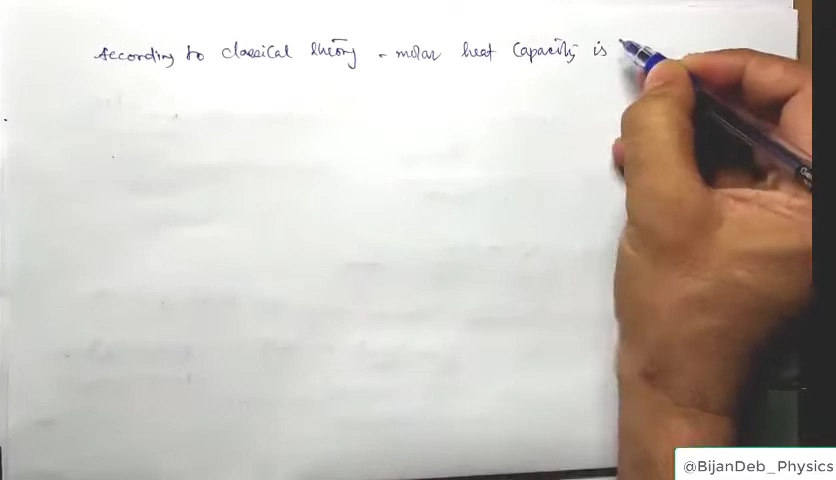 According to classical theory - molar heat capacity is
@BijanDeb_Physics